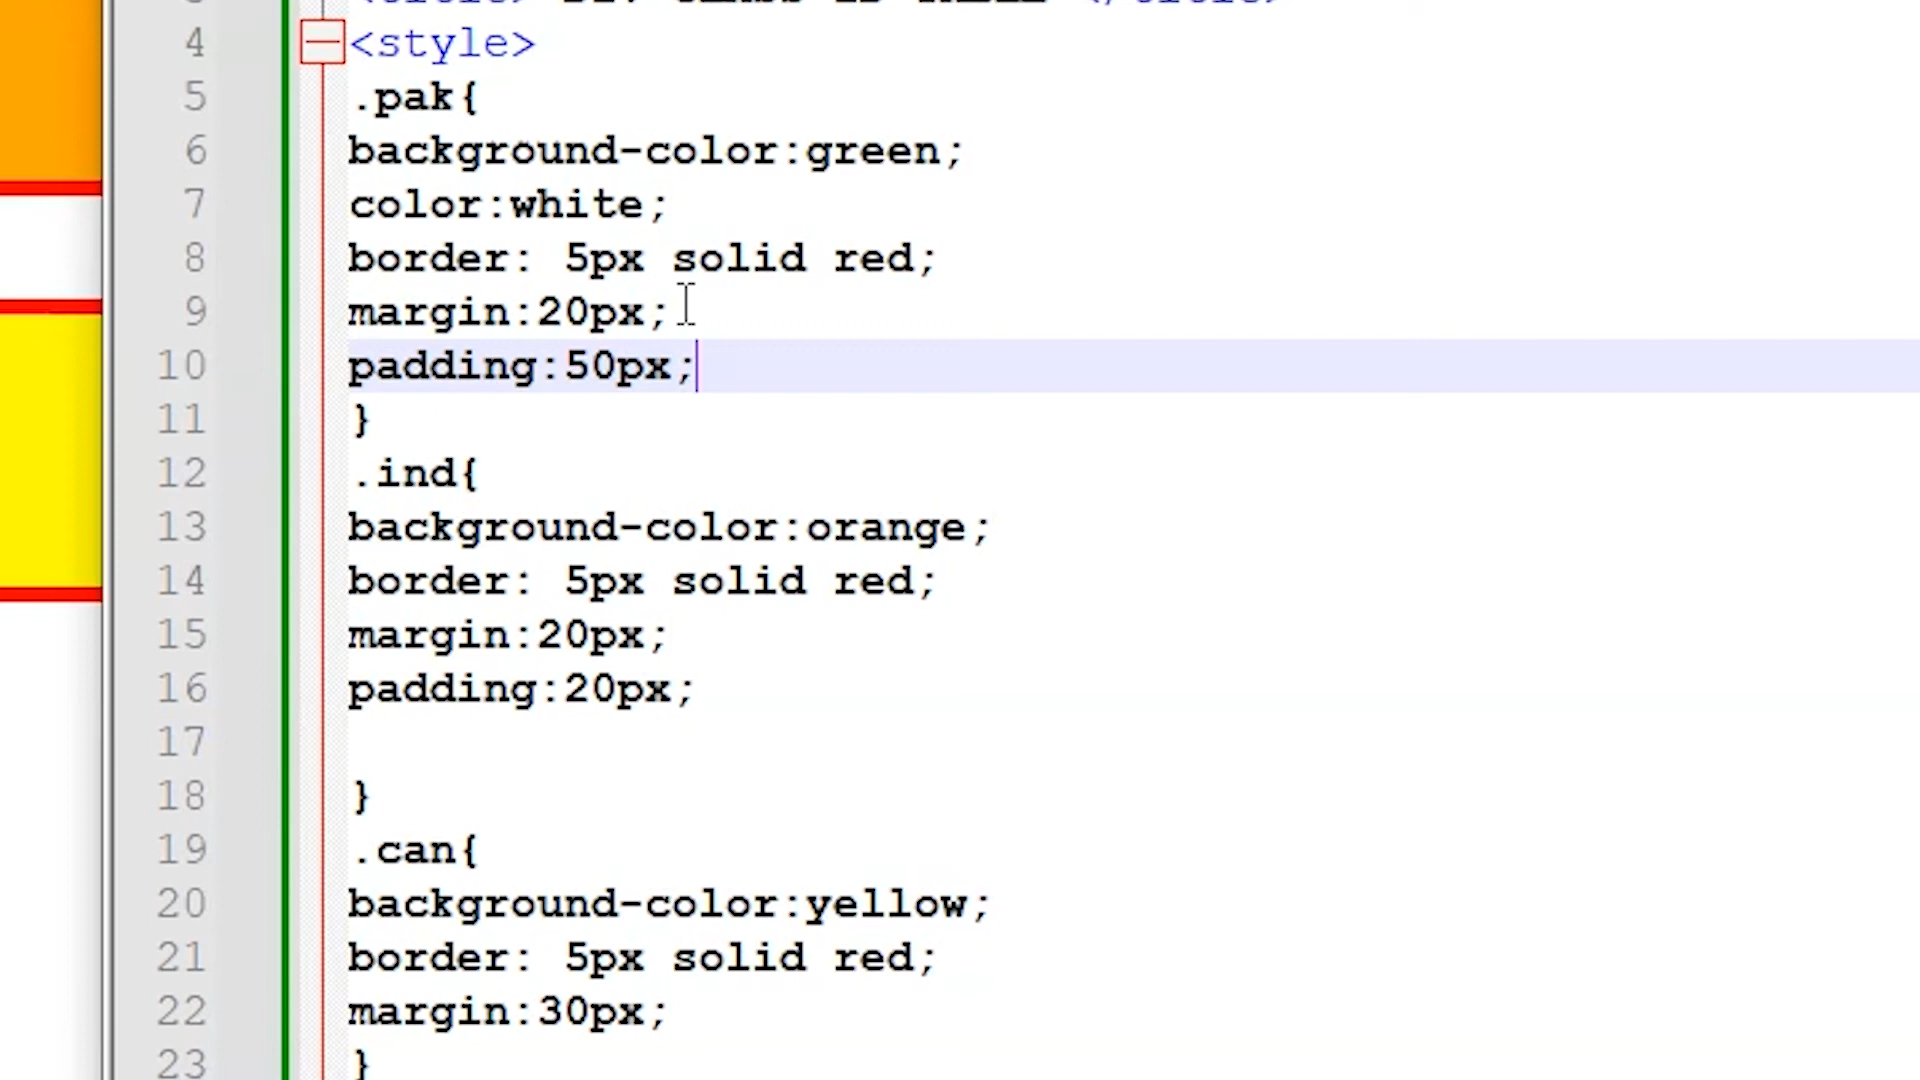 4 <style>
5 .pak{
6 background-color:green;
7 color:white;
8 border: 5px solid red;
9 margin:20px;
10 padding:50px;
11 }
12 .ind{
13 background-color:orange;
14 border: 5px solid red;
15 margin:20px;
16 padding:20px;
17
18 }
19 .can{
20 background-color:yellow;
21 border: 5px solid red;
22 margin:30px;
23 }